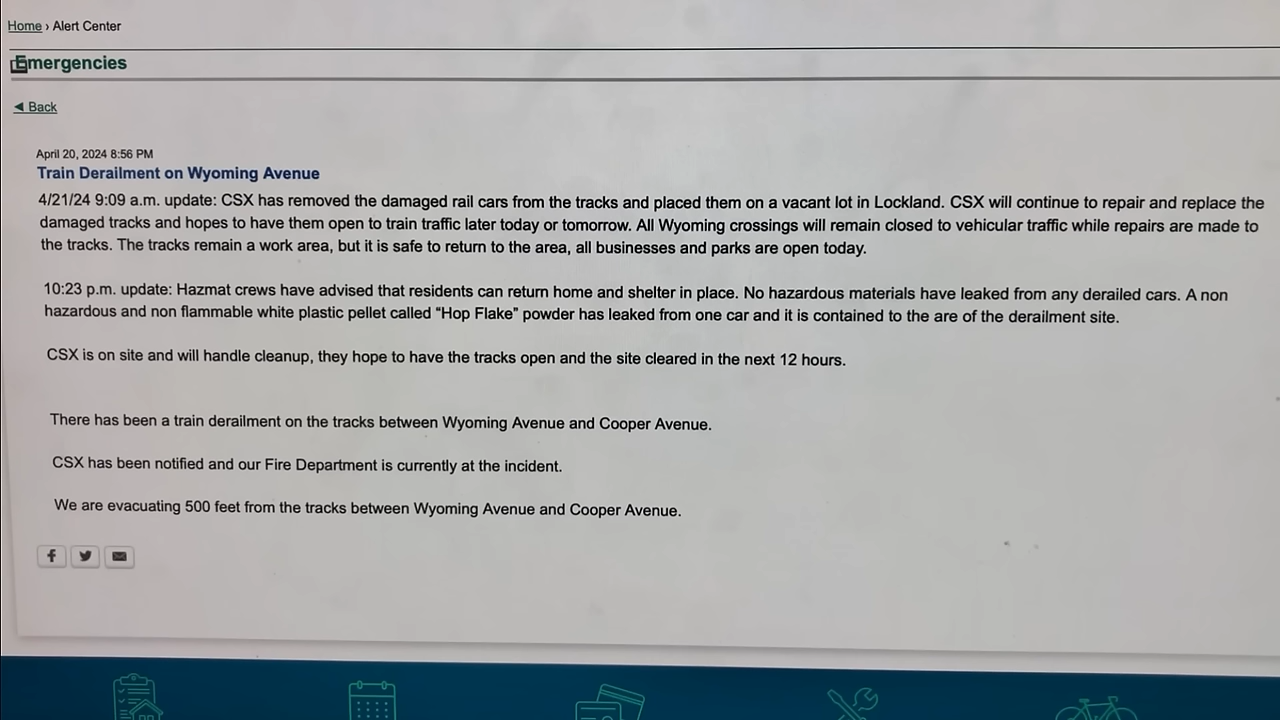 Home › Alert Center
Emergencies
◄ Back
April 20, 2024 8:56 PM
Train Derailment on Wyoming Avenue
4/21/24 9:09 a.m. update: CSX has removed the damaged rail cars from the tracks and placed them on a vacant lot in Lockland. CSX will continue to repair and replace the
damaged tracks and hopes to have them open to train traffic later today or tomorrow. All Wyoming crossings will remain closed to vehicular traffic while repairs are made to
the tracks. The tracks remain a work area, but it is safe to return to the area, all businesses and parks are open today.
10:23 p.m. update: Hazmat crews have advised that residents can return home and shelter in place. No hazardous materials have leaked from any derailed cars. A non
hazardous and non flammable white plastic pellet called “Hop Flake” powder has leaked from one car and it is contained to the are of the derailment site.
CSX is on site and will handle cleanup, they hope to have the tracks open and the site cleared in the next 12 hours.
There has been a train derailment on the tracks between Wyoming Avenue and Cooper Avenue.
CSX has been notified and our Fire Department is currently at the incident.
We are evacuating 500 feet from the tracks between Wyoming Avenue and Cooper Avenue.